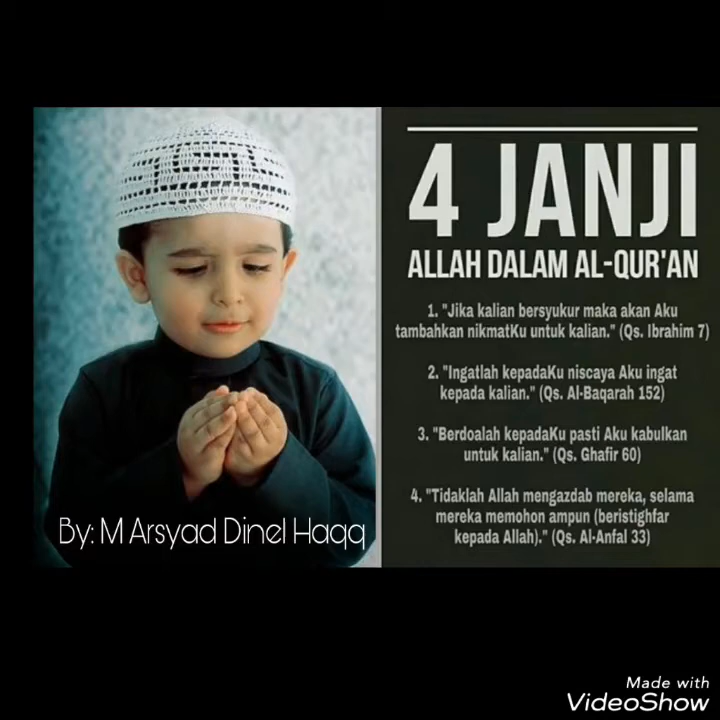 4 JANJI
ALLAH DALAM AL-QUR'AN
1. "Jika kalian bersyukur maka akan Aku
tambahkan nikmatKu untuk kalian." (Qs. Ibrahim 7)
2. "Ingatlah kepadaKu niscaya Aku ingat
kepada kalian." (Qs. Al-Baqarah 152)
3. "Berdoalah kepadaKu pasti Aku kabulkan
untuk kalian." (Qs. Ghafir 60)
4. "Tidaklah Allah mengazdab mereka, selama
mereka memohon ampun (beristighfar
kepada Allah)." (Qs. Al-Anfal 33)
By: M Arsyad Dinel Haqq
Made with
VideoShow